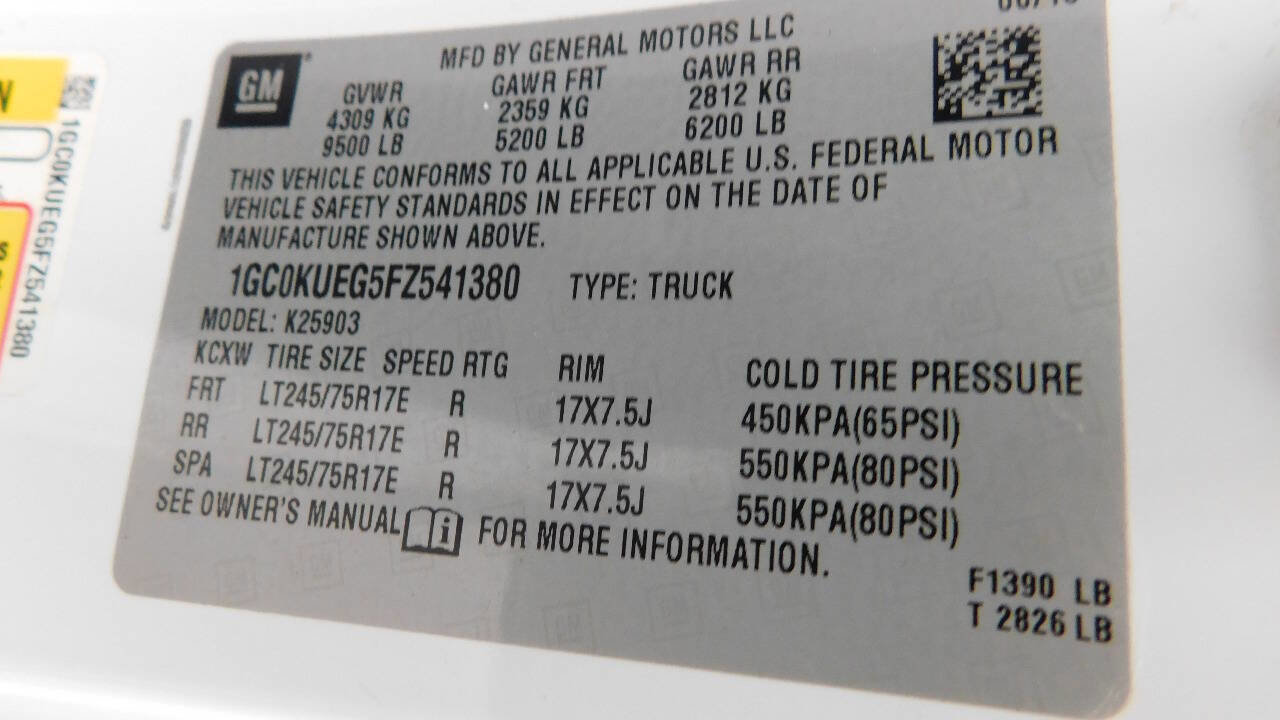 GM
MFD BY GENERAL MOTORS LLC
GVWR GAWR FRT GAWR RR
4309 KG 2359 KG 2812 KG
9500 LB 5200 LB 6200 LB
THIS VEHICLE CONFORMS TO ALL APPLICABLE U.S. FEDERAL MOTOR
VEHICLE SAFETY STANDARDS IN EFFECT ON THE DATE OF
MANUFACTURE SHOWN ABOVE.
1GC0KUEG5FZ541380 TYPE: TRUCK
MODEL: K25903
KCXW TIRE SIZE SPEED RTG RIM COLD TIRE PRESSURE
FRT LT245/75R17E R 17X7.5J 450KPA(65PSI)
RR LT245/75R17E R 17X7.5J 550KPA(80PSI)
SPA LT245/75R17E R 17X7.5J 550KPA(80PSI)
SEE OWNER'S MANUAL i FOR MORE INFORMATION.
F1390 LB
T 2826 LB
1GC0KUEG5FZ541380